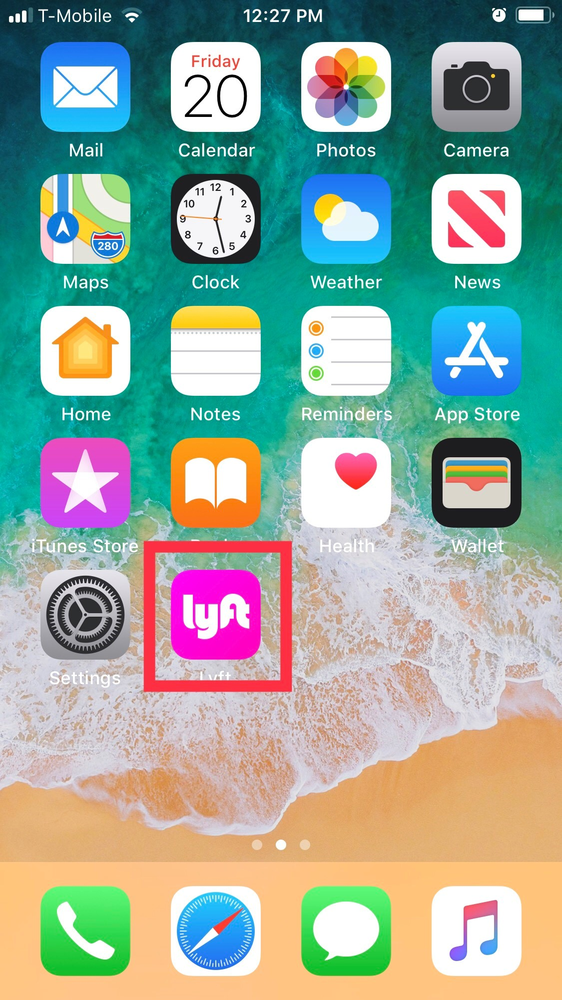 T-Mobile 12:27 PM
Friday
20
Mail Calendar Photos Camera
280
12
11 1
10 2
9 3
8 4
7 5
6
Maps Clock Weather News
Home Notes Reminders App Store
iTunes Store Health Wallet
lyft
Settings Lyft